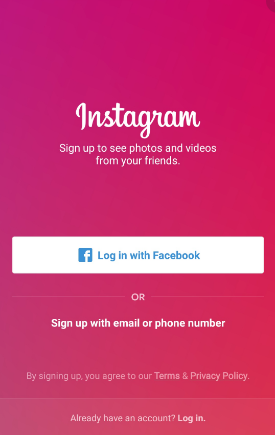 Instagram
Sign up to see photos and videos
from your friends.
Log in with Facebook
OR
Sign up with email or phone number
By signing up, you agree to our Terms & Privacy Policy.
Already have an account? Log in.